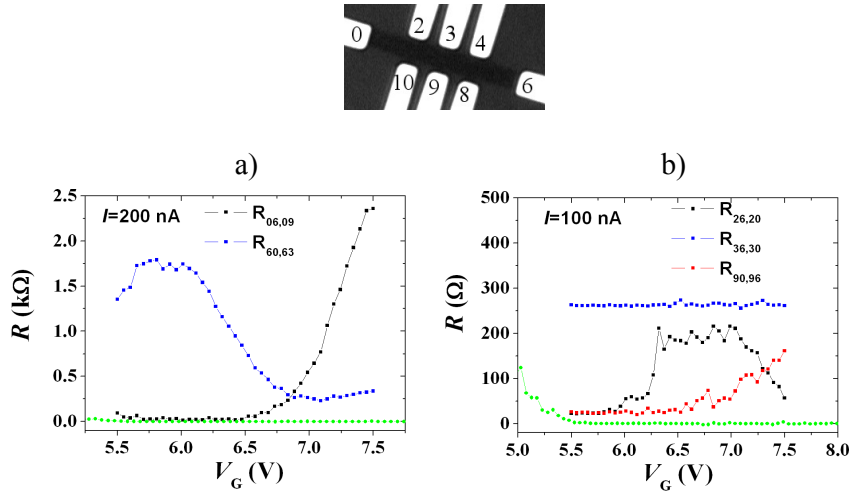 0 2 3 4
10 9 8 6
a)
b)
I=200 nA
R06,09
R60,63
R (kΩ)
2.5
2.0
1.5
1.0
0.5
0.0
5.5 6.0 6.5 7.0 7.5
VG (V)
I=100 nA
R26,20
R36,30
R90,96
R (Ω)
500
400
300
200
100
0
5.0 5.5 6.0 6.5 7.0 7.5 8.0
VG (V)